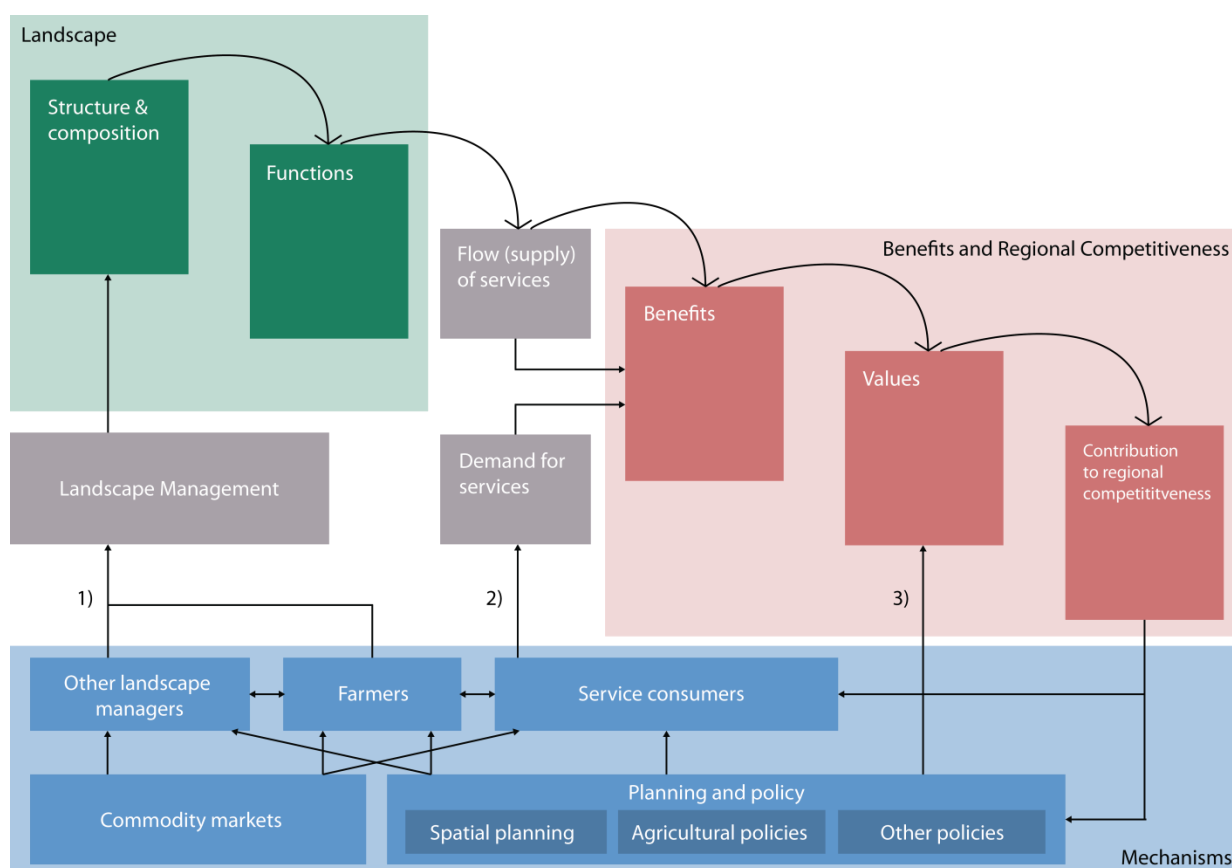 Landscape
Structure &
composition
Functions
Flow (supply)
of services
Benefits and Regional Competitiveness
Benefits
Values
Contribution
to regional
competititveness
Landscape Management
Demand for
services
1)
2)
3)
Other landscape
managers
Farmers
Service consumers
Commodity markets
Planning and policy
Spatial planning
Agricultural policies
Other policies
Mechanisms